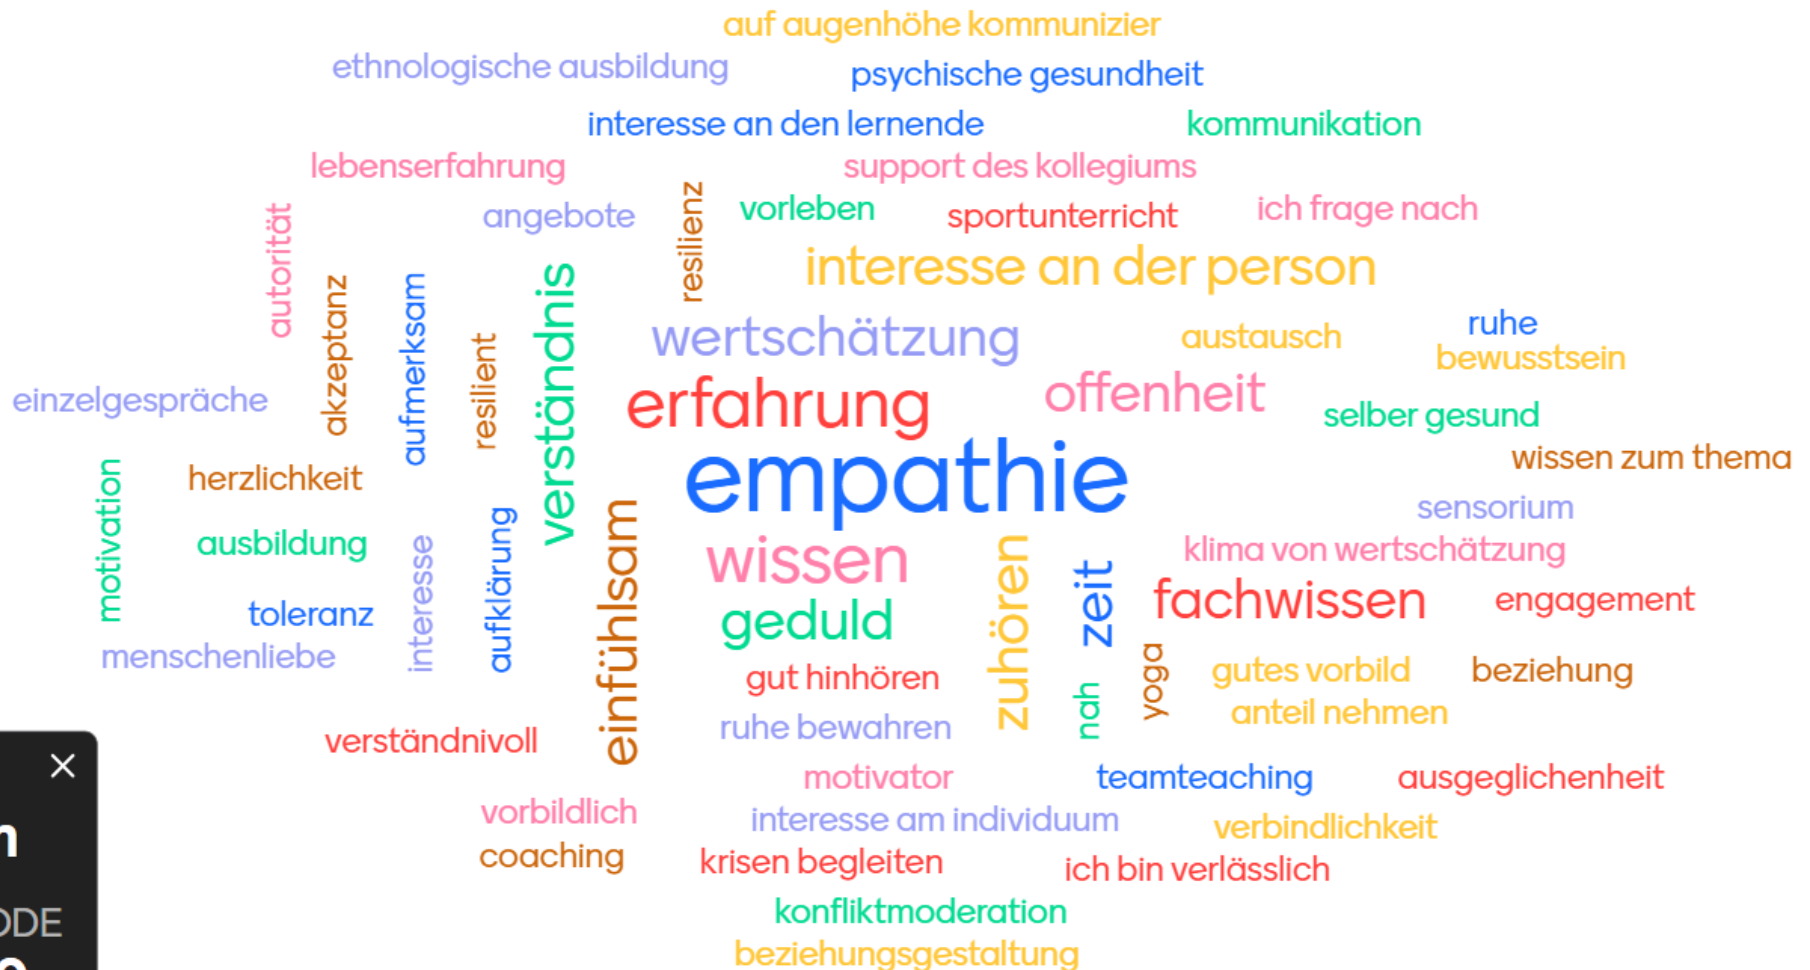 auf augenhöhe kommunizier
ethnologische ausbildung
psychische gesundheit
interesse an den lernende
kommunikation
lebenserfahrung
support des kollegiums
autorität
angebote
resilienz
vorleben
sportunterricht
ich frage nach
interesse an der person
akzeptanz
aufmerksam
resilient
verständnis
wertschätzung
austausch
ruhe
bewusstsein
einzelgespräche
erfahrung
offenheit
selber gesund
empathie
wissen zum thema
motivation
herzlichkeit
sensorium
ausbildung
interesse
aufklärung
einfühlsam
wissen
zuhören
zeit
klima von wertschätzung
fachwissen
engagement
toleranz
geduld
menschenliebe
gut hinhören
nah
yoga
gutes vorbild
beziehung
anteil nehmen
verständnivoll
ruhe bewahren
motivator
teamteaching
ausgeglichenheit
vorbildlich
interesse am individuum
verbindlichkeit
coaching
krisen begleiten
ich bin verlässlich
konfliktmoderation
beziehungsgestaltung